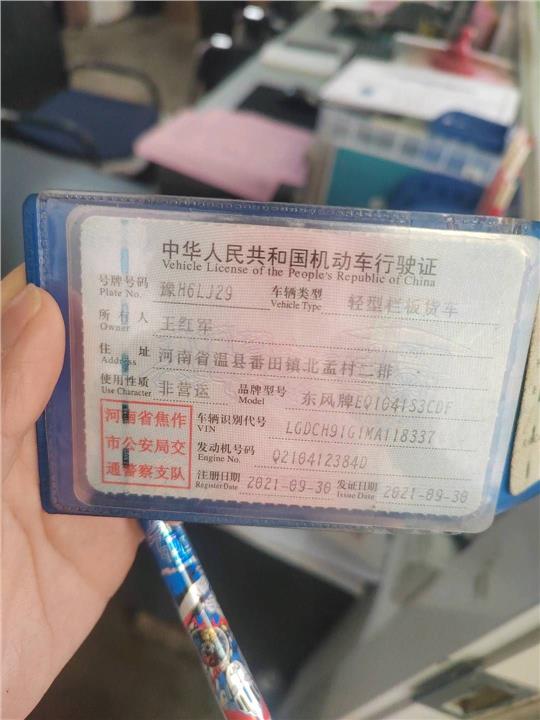 中华人民共和国机动车行驶证
Vehicle License of the People's Republic of China
号牌号码 豫H6LJ29 车辆类型 轻型栏板货车
Plate No. Vehicle Type
所有人 王红军
Owner
住址 河南省温县番田镇北孟村二排
Address
使用性质 非营运 品牌型号 东风牌EQ1041S3CDF
Use Character Model
河南省焦作
市公安局交
通警察支队
车辆识别代号 LGDCH91G1MA118337
VIN
发动机号码 Q210412384D
Engine No.
注册日期 2021-09-30 发证日期 2021-09-30
Register Date Issue Date